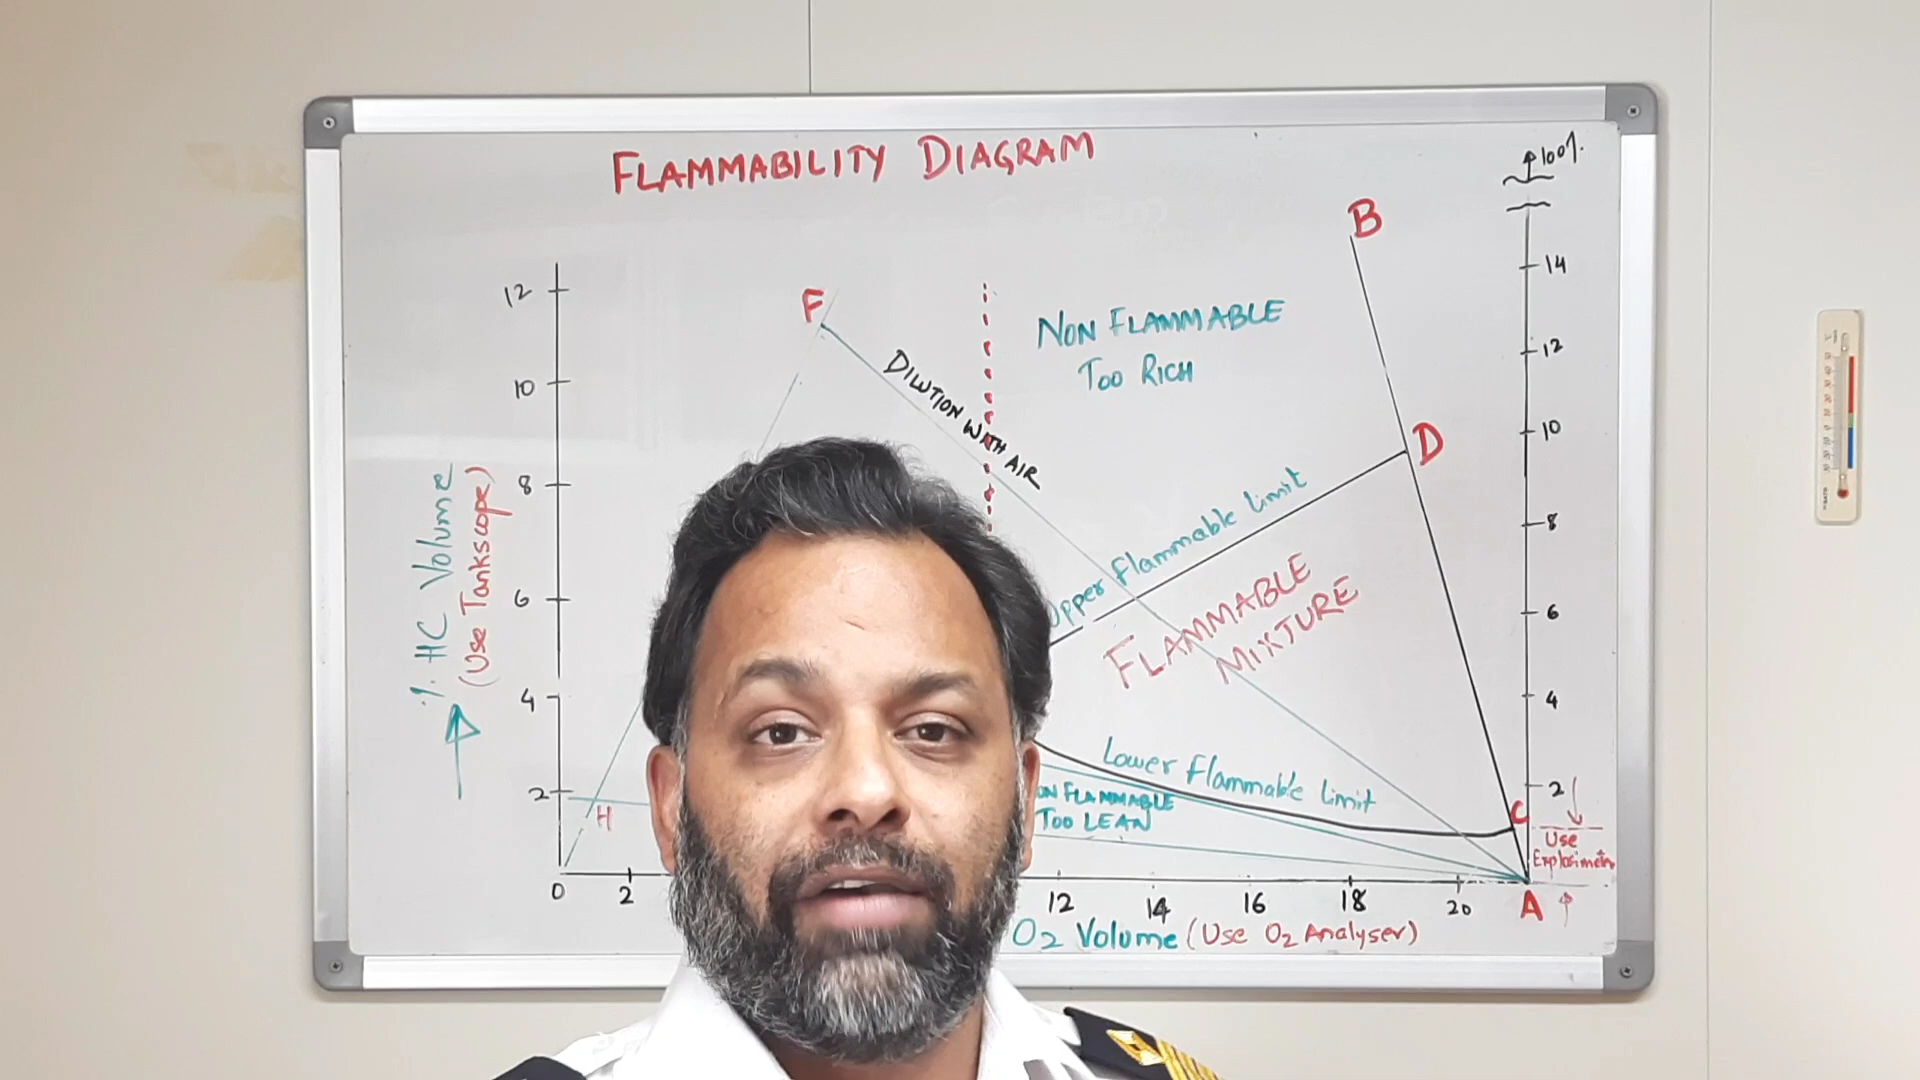 FLAMMABILITY DIAGRAM
100%
B
14
12
F
NON FLAMMABLE
TOO RICH
12
DILUTION WITH AIR
10
D
10
8
8
Upper Flammable Limit
% HC Volume
(Use Tankscope)
FLAMMABLE
MIXTURE
6
6
4
4
Lower Flammable Limit
2
2
C
H
FLAMMABLE
TOO LEAN
Use
Explosimeter
0
2
12
14
16
18
20
A
O2 Volume (Use O2 Analyser)